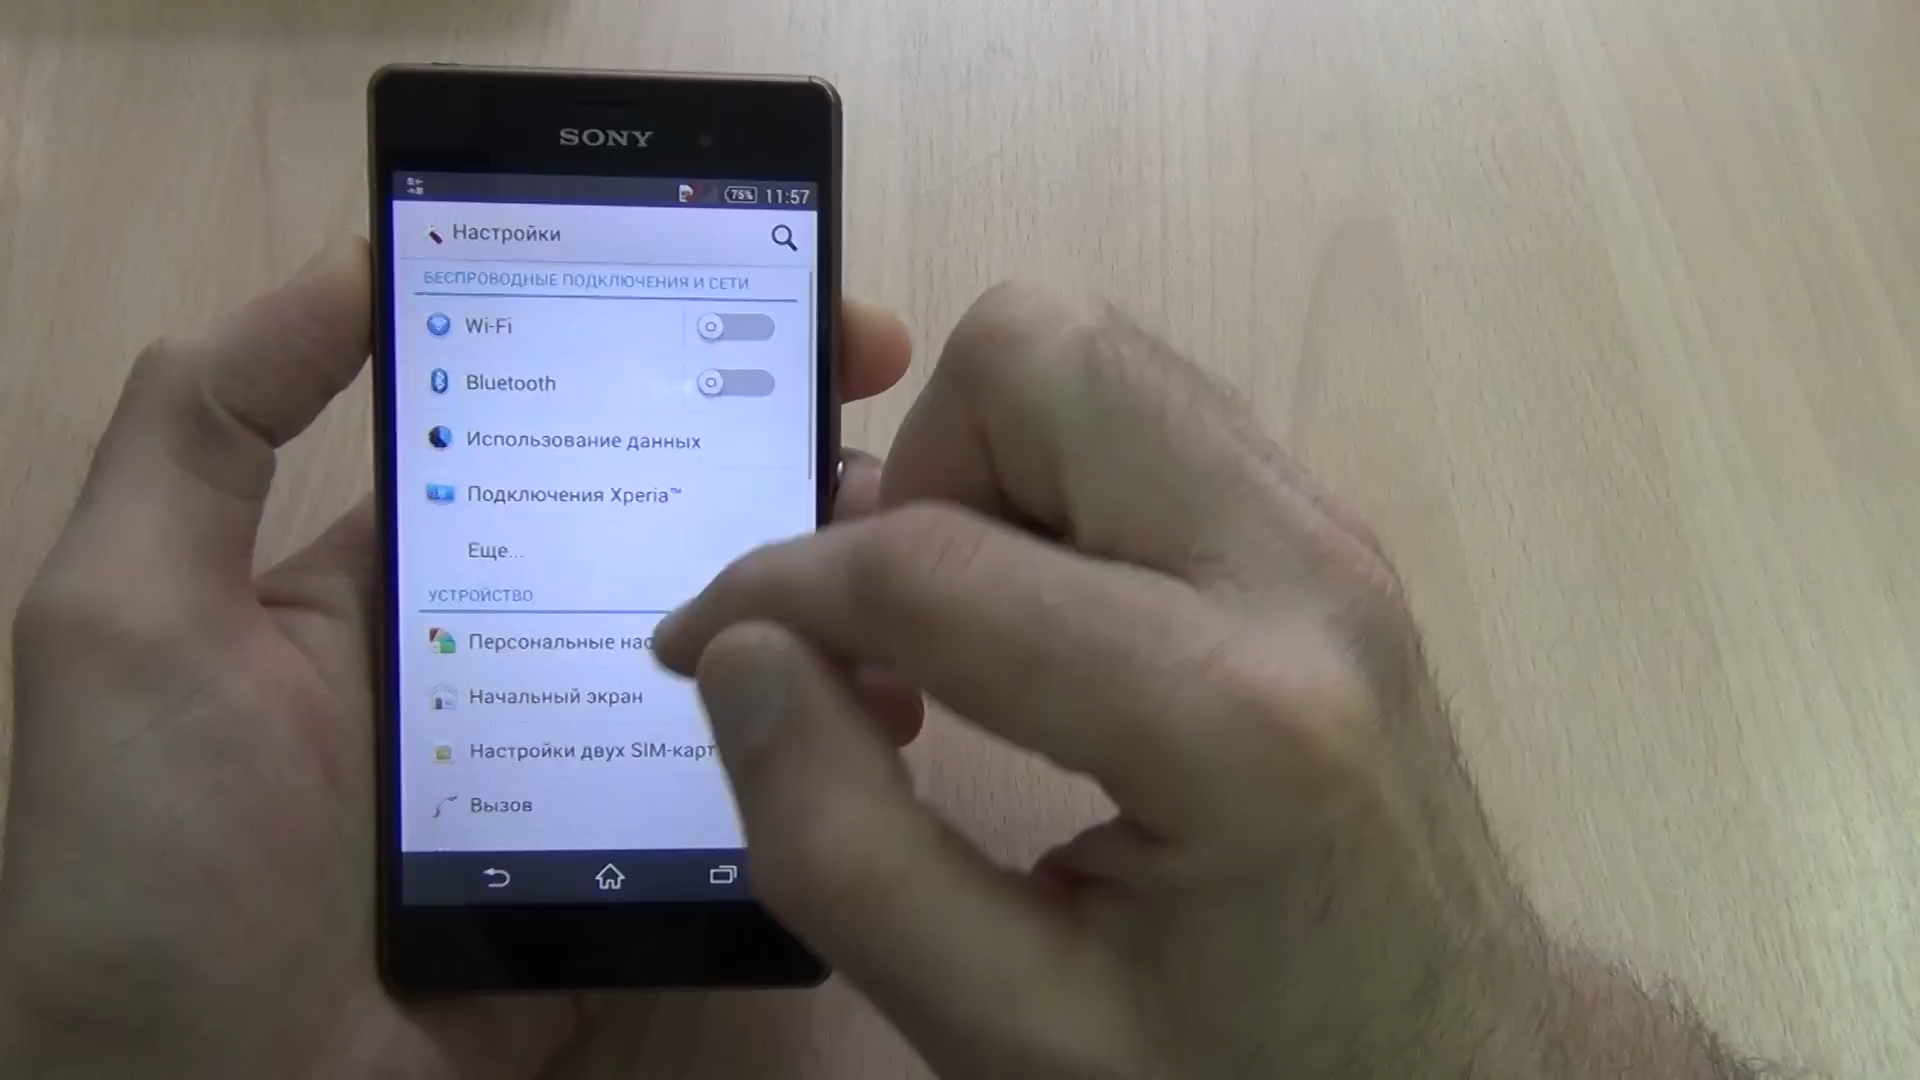 SONY
75% 11:57
Настройки
БЕСПРОВОДНЫЕ ПОДКЛЮЧЕНИЯ И СЕТИ
Wi-Fi
Bluetooth
Использование данных
Подключения Xperia™
Еще...
УСТРОЙСТВО
Персональные нас
Начальный экран
Настройки двух SIM-карт
Вызов